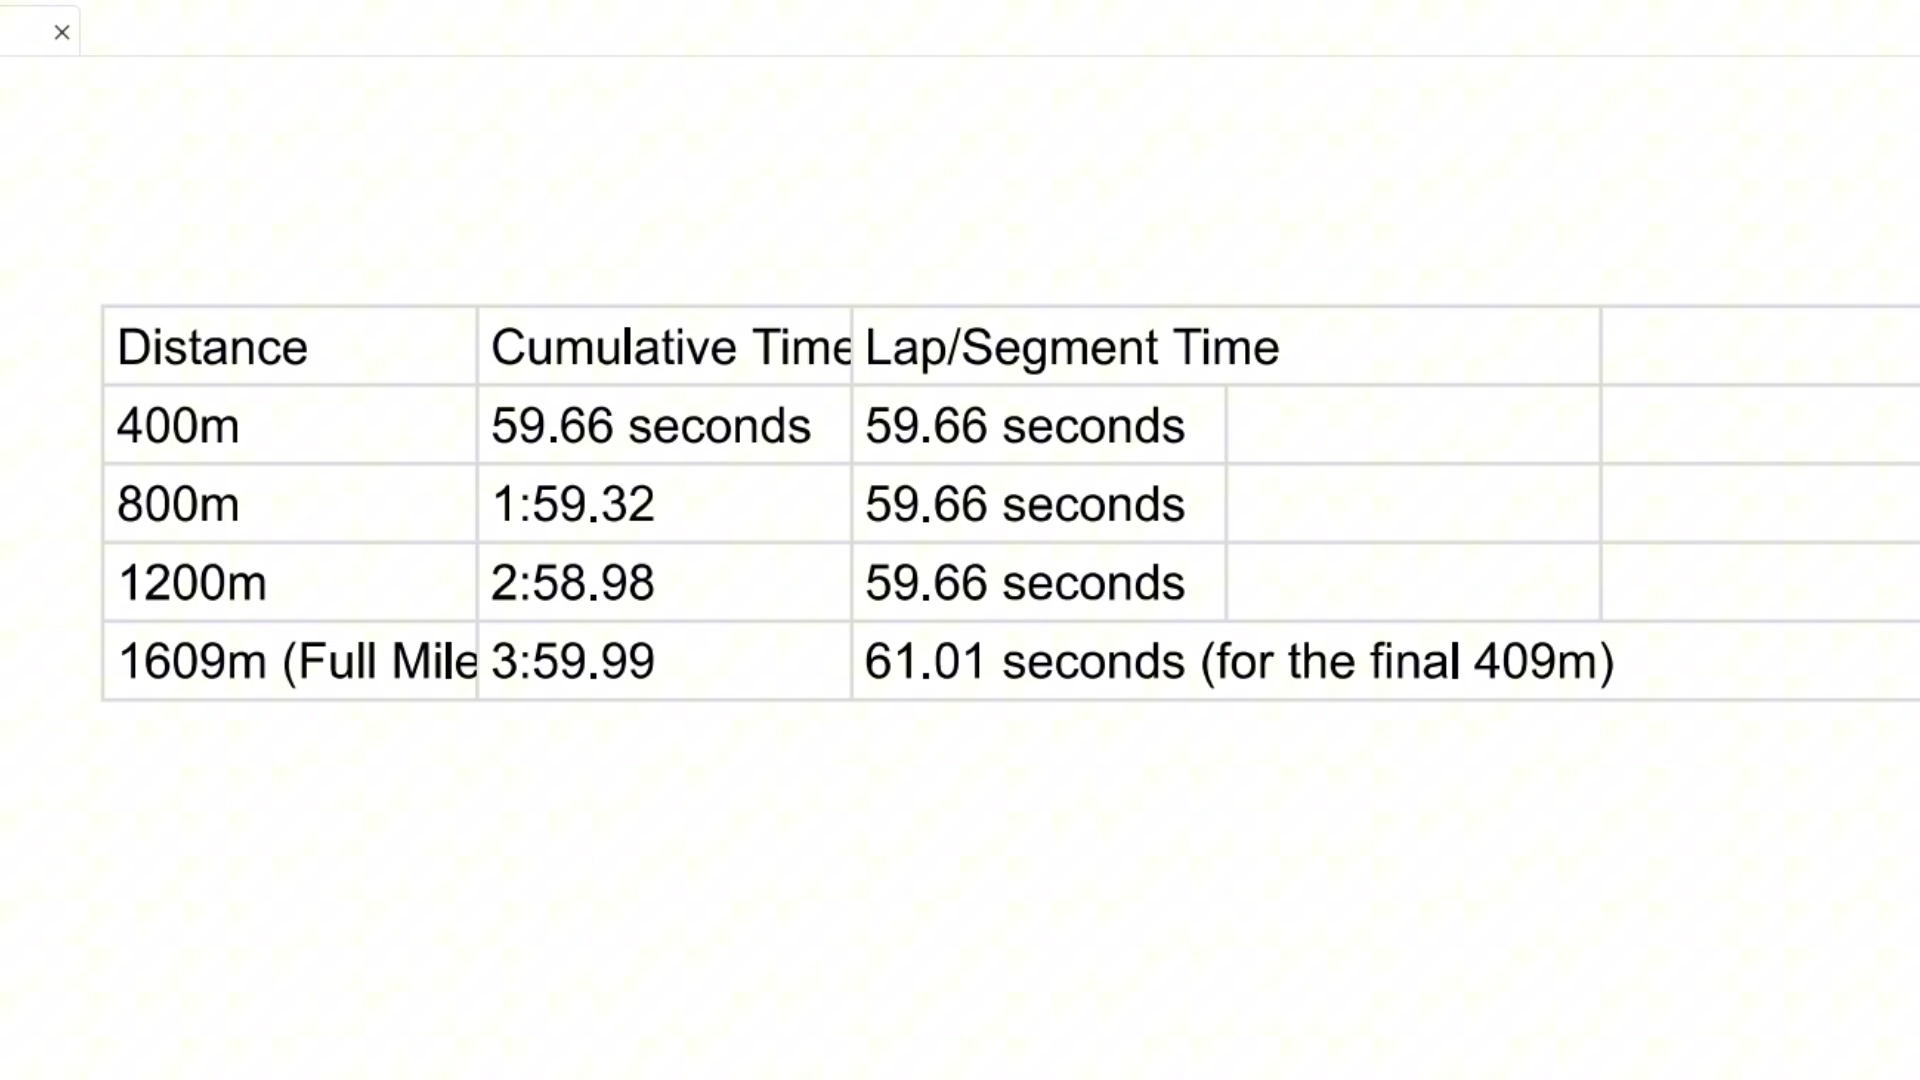 Distance Cumulative Time Lap/Segment Time
400m 59.66 seconds 59.66 seconds
800m 1:59.32 59.66 seconds
1200m 2:58.98 59.66 seconds
1609m (Full Mile 3:59.99 61.01 seconds (for the final 409m)